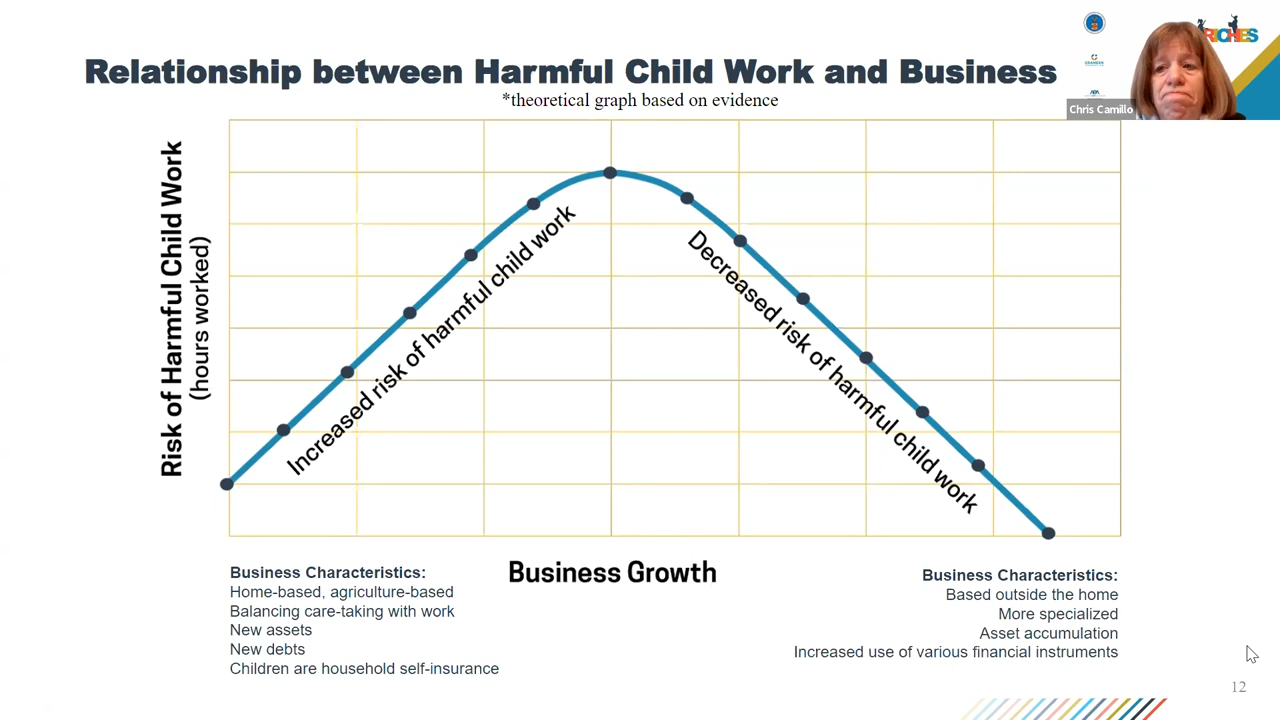 RICHES
Relationship between Harmful Child Work and Business
*theoretical graph based on evidence
Chris Camillo
Risk of Harmful Child Work
(hours worked)
Increased risk of harmful child work
Decreased risk of harmful child work
Business Growth
Business Characteristics:
Home-based, agriculture-based
Balancing care-taking with work
New assets
New debts
Children are household self-insurance
Business Characteristics:
Based outside the home
More specialized
Asset accumulation
Increased use of various financial instruments
12